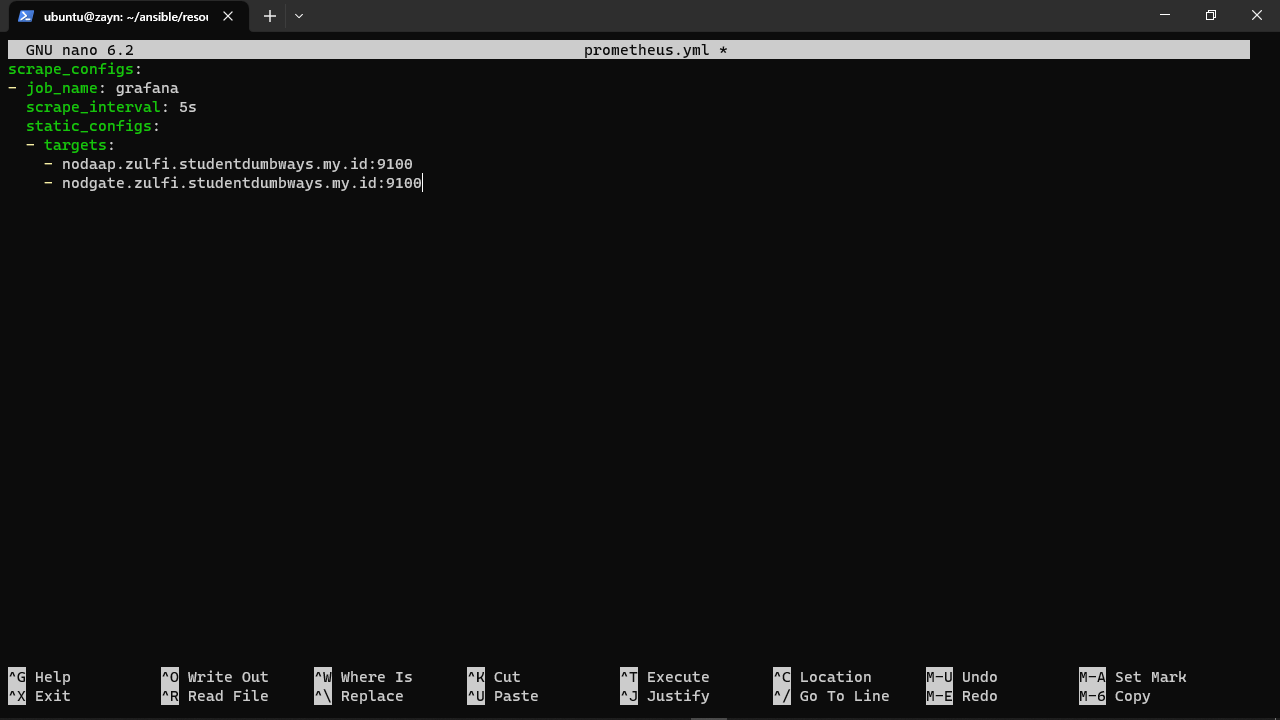 ubuntu@zayn: ~/ansible/resou
GNU nano 6.2 prometheus.yml *
scrape_configs:
- job_name: grafana
  scrape_interval: 5s
  static_configs:
  - targets:
    - nodaap.zulfi.studentdumbways.my.id:9100
    - nodgate.zulfi.studentdumbways.my.id:9100
^G Help ^O Write Out ^W Where Is ^K Cut ^T Execute ^C Location M-U Undo M-A Set Mark
^X Exit ^R Read File ^\ Replace ^U Paste ^J Justify ^/ Go To Line M-E Redo M-6 Copy